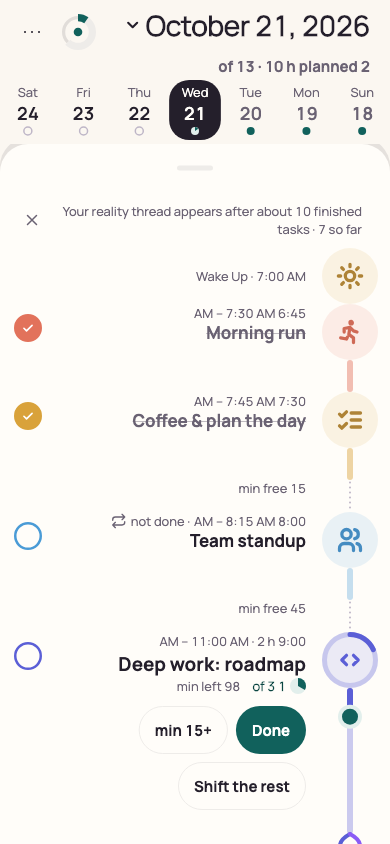 October 21, 2026
of 13 · 10 h planned 2
Sat Fri Thu Wed Tue Mon Sun
24 23 22 21 20 19 18
Your reality thread appears after about 10 finished
tasks · 7 so far
Wake Up · 7:00 AM
AM – 7:30 AM 6:45
Morning run
AM – 7:45 AM 7:30
Coffee & plan the day
min free 15
not done · AM – 8:15 AM 8:00
Team standup
min free 45
AM – 11:00 AM · 2 h 9:00
Deep work: roadmap
min left 98 of 3 1
min 15+ Done
Shift the rest